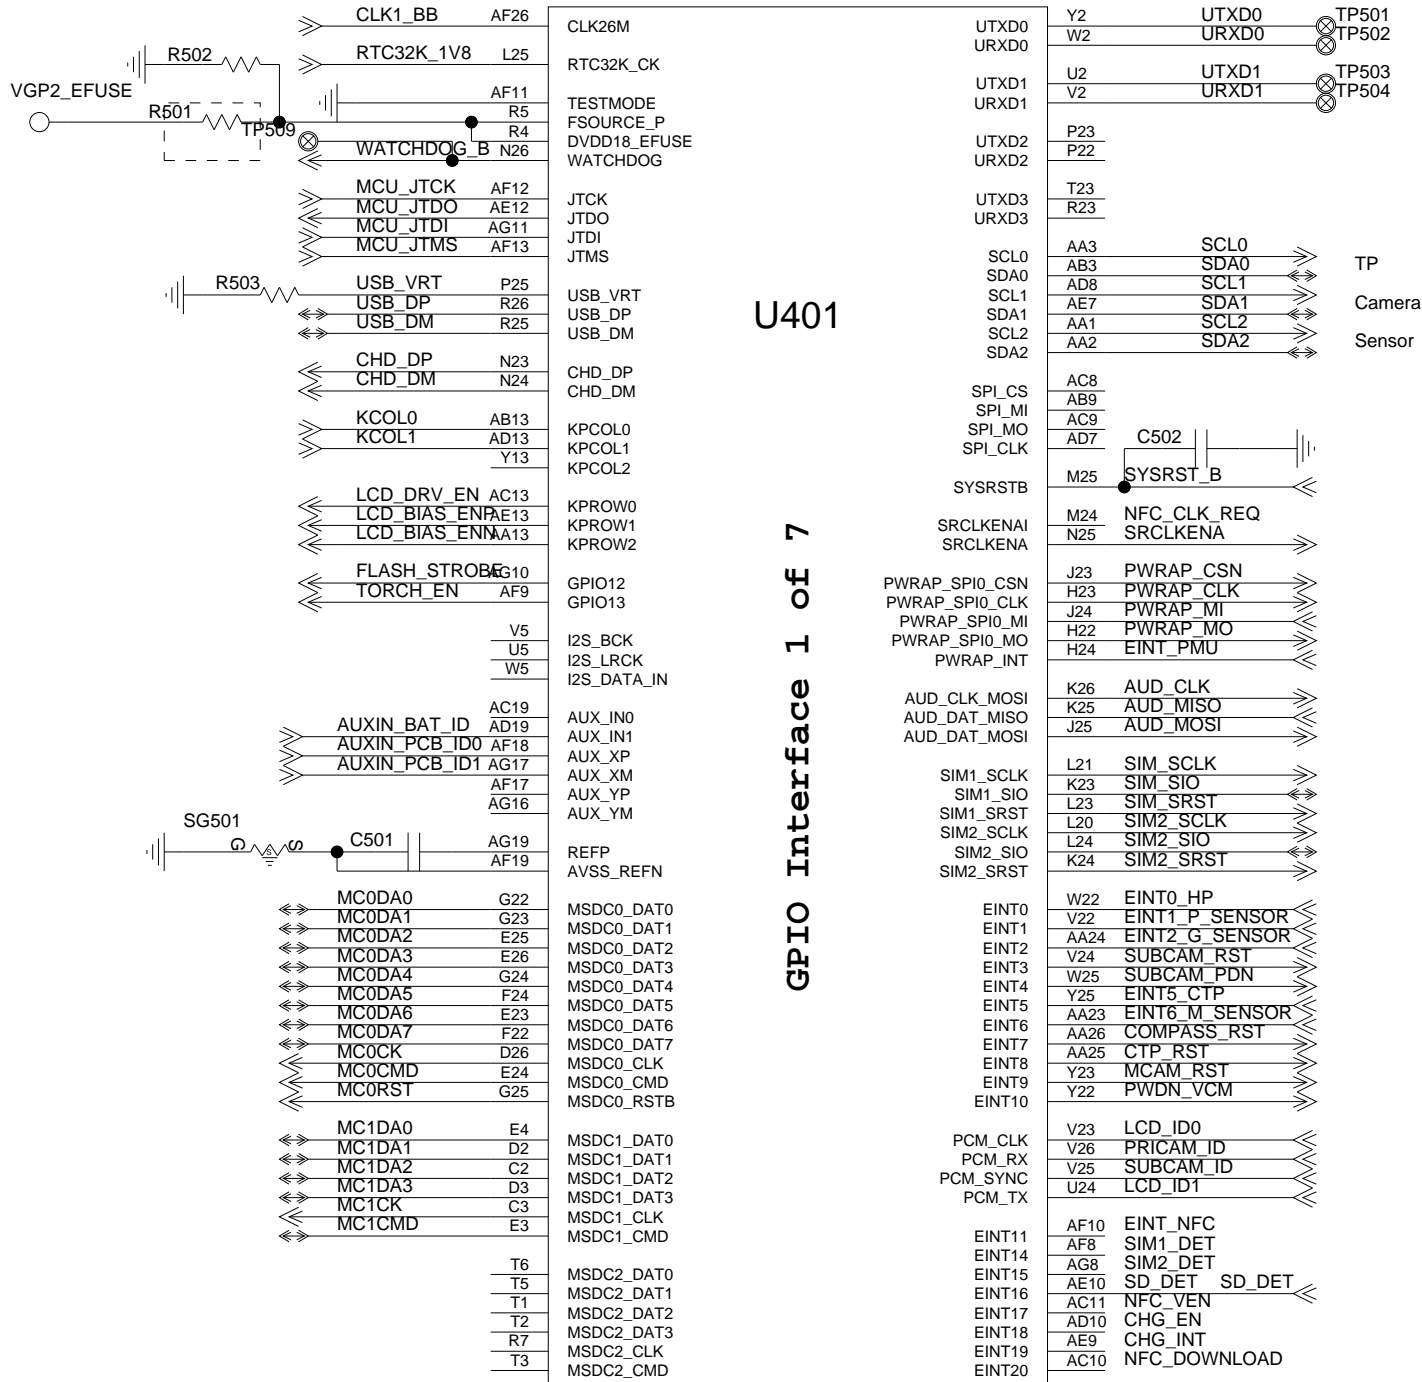 CLK1_BB AF26 CLK26M
R502 RTC32K_1V8 L25 RTC32K_CK
VGP2_EFUSE
AF11 TESTMODE
R501 R5 FSOURCE_P
TP509 R4 DVDD18_EFUSE
WATCHDOG_B N26 WATCHDOG
MCU_JTCK AF12 JTCK
MCU_JTDO AE12 JTDO
MCU_JTDI AG11 JTDI
MCU_JTMS AF13 JTMS
R503 USB_VRT P25 USB_VRT
USB_DP R26 USB_DP
USB_DM R25 USB_DM
CHD_DP N23 CHD_DP
CHD_DM N24 CHD_DM
KCOL0 AB13 KPCOL0
KCOL1 AD13 KPCOL1
Y13 KPCOL2
LCD_DRV_EN AC13 KPROW0
LCD_BIAS_ENP AE13 KPROW1
LCD_BIAS_ENN AA13 KPROW2
FLASH_STROBE AG10 GPIO12
TORCH_EN AF9 GPIO13
V5 I2S_BCK
U5 I2S_LRCK
W5 I2S_DATA_IN
AC19 AUX_IN0
AUXIN_BAT_ID AD19 AUX_IN1
AUXIN_PCB_ID0 AF18 AUX_XP
AUXIN_PCB_ID1 AG17 AUX_XM
AF17 AUX_YP
AG16 AUX_YM
SG501
G S S C501 AG19 REFP
AF19 AVSS_REFN
MC0DA0 G22 MSDC0_DAT0
MC0DA1 G23 MSDC0_DAT1
MC0DA2 E25 MSDC0_DAT2
MC0DA3 E26 MSDC0_DAT3
MC0DA4 G24 MSDC0_DAT4
MC0DA5 F24 MSDC0_DAT5
MC0DA6 E23 MSDC0_DAT6
MC0DA7 F22 MSDC0_DAT7
MC0CK D26 MSDC0_CLK
MC0CMD E24 MSDC0_CMD
MC0RST G25 MSDC0_RSTB
MC1DA0 E4 MSDC1_DAT0
MC1DA1 D2 MSDC1_DAT1
MC1DA2 C2 MSDC1_DAT2
MC1DA3 D3 MSDC1_DAT3
MC1CK C3 MSDC1_CLK
MC1CMD E3 MSDC1_CMD
T6 MSDC2_DAT0
T5 MSDC2_DAT1
T1 MSDC2_DAT2
T2 MSDC2_DAT3
R7 MSDC2_CLK
T3 MSDC2_CMD
U401
GPIO Interface 1 of 7
UTXD0 Y2 UTXD0 TP501
URXD0 W2 URXD0 TP502
UTXD1 U2 UTXD1 TP503
URXD1 V2 URXD1 TP504
UTXD2 P23
URXD2 P22
UTXD3 T23
URXD3 R23
SCL0 AA3 SCL0
SDA0 AB3 SDA0 TP
SCL1 AD8 SCL1
SDA1 AE7 SDA1 Camera
SCL2 AA1 SCL2
SDA2 AA2 SDA2 Sensor
SPI_CS AC8
SPI_MI AB9
SPI_MO AC9
SPI_CLK AD7 C502
SYSRSTB M25 SYSRST_B
SRCLKENAI M24 NFC_CLK_REQ
SRCLKENA N25 SRCLKENA
PWRAP_SPI0_CSN J23 PWRAP_CSN
PWRAP_SPI0_CLK H23 PWRAP_CLK
PWRAP_SPI0_MI J24 PWRAP_MI
PWRAP_SPI0_MO H22 PWRAP_MO
PWRAP_INT H24 EINT_PMU
AUD_CLK_MOSI K26 AUD_CLK
AUD_DAT_MISO K25 AUD_MISO
AUD_DAT_MOSI J25 AUD_MOSI
SIM1_SCLK L21 SIM_SCLK
SIM1_SIO K23 SIM_SIO
SIM1_SRST L23 SIM_SRST
SIM2_SCLK L20 SIM2_SCLK
SIM2_SIO L24 SIM2_SIO
SIM2_SRST K24 SIM2_SRST
EINT0 W22 EINT0_HP
EINT1 V22 EINT1_P_SENSOR
EINT2 AA24 EINT2_G_SENSOR
EINT3 V24 SUBCAM_RST
EINT4 W25 SUBCAM_PDN
EINT5 Y25 EINT5_CTP
EINT6 AA23 EINT6_M_SENSOR
EINT7 AA26 COMPASS_RST
EINT8 AA25 CTP_RST
EINT9 Y23 MCAM_RST
EINT10 Y22 PWDN_VCM
PCM_CLK V23 LCD_ID0
PCM_RX V26 PRICAM_ID
PCM_SYNC V25 SUBCAM_ID
PCM_TX U24 LCD_ID1
EINT11 AF10 EINT_NFC
EINT14 AF8 SIM1_DET
EINT15 AG8 SIM2_DET
EINT16 AE10 SD_DET SD_DET
EINT17 AC11 NFC_VEN
EINT18 AD10 CHG_EN
EINT19 AE9 CHG_INT
EINT20 AC10 NFC_DOWNLOAD